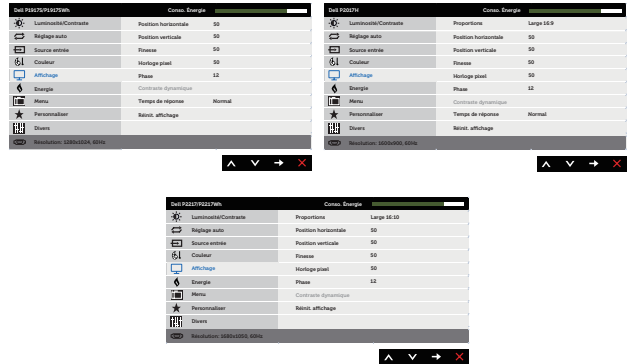 Dell P1917S/P1917SWh Conso. Énergie
Luminosité/Contraste Position horizontale 50
Réglage auto Position verticale 50
Source entrée Finesse 50
Couleur Horloge pixel 50
Affichage Phase 12
Energie Contraste dynamique
Menu Temps de réponse Normal
Personnaliser Réinit. affichage
Divers
Résolution: 1280x1024, 60Hz
Dell P2017H Conso. Énergie
Luminosité/Contraste Proportions Large 16:9
Réglage auto Position horizontale 50
Source entrée Position verticale 50
Couleur Finesse 50
Affichage Horloge pixel 50
Energie Phase 12
Menu Contraste dynamique
Personnaliser Temps de réponse Normal
Divers Réinit. affichage
Résolution: 1600x900, 60Hz
Dell P2217/P2217Wh Conso. Énergie
Luminosité/Contraste Proportions Large 16:10
Réglage auto Position horizontale 50
Source entrée Position verticale 50
Couleur Finesse 50
Affichage Horloge pixel 50
Energie Phase 12
Menu Contraste dynamique
Personnaliser Réinit. affichage
Divers
Résolution: 1680x1050, 60Hz